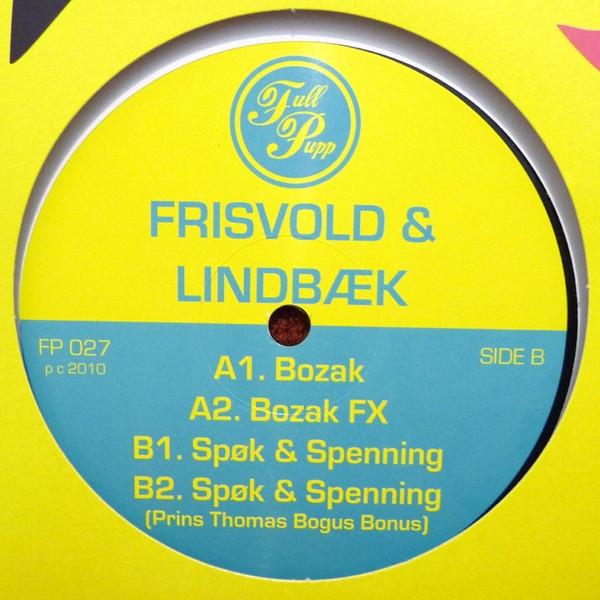 Full
Pupp
FRISVOLD &
LINDBÆK
FP 027
p c 2010
SIDE B
A1. Bozak
A2. Bozak FX
B1. Spøk & Spenning
B2. Spøk & Spenning
(Prins Thomas Bogus Bonus)